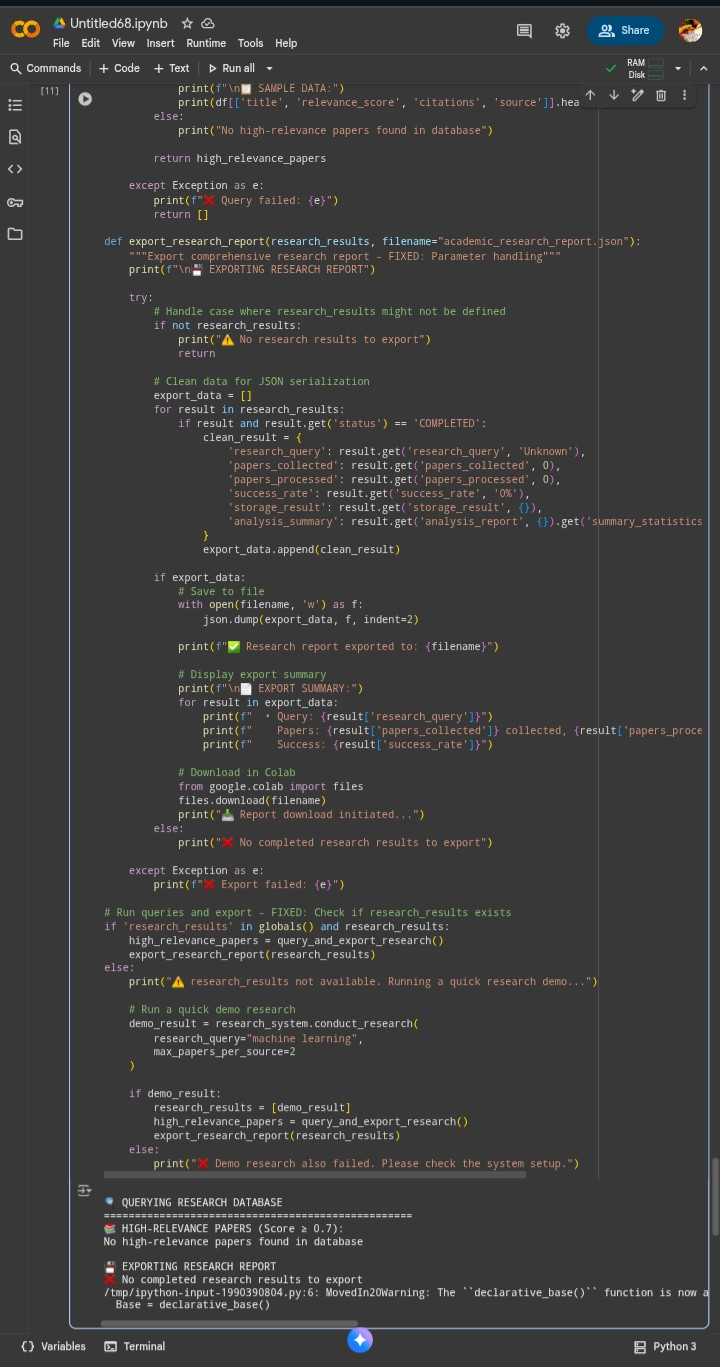 Untitled68.ipynb
File Edit View Insert Runtime Tools Help
Share
Commands + Code + Text Run all
RAM
Disk
[11]
print(f"\n📋 SAMPLE DATA:")
print(df[['title', 'relevance_score', 'citations', 'source']].hea
else:
print("No high-relevance papers found in database")
return high_relevance_papers
except Exception as e:
print(f"❌ Query failed: {e}")
return []
def export_research_report(research_results, filename="academic_research_report.json"):
"""Export comprehensive research report - FIXED: Parameter handling"""
print(f"\n💾 EXPORTING RESEARCH REPORT")
try:
# Handle case where research_results might not be defined
if not research_results:
print("⚠️ No research results to export")
return
# Clean data for JSON serialization
export_data = []
for result in research_results:
if result and result.get('status') == 'COMPLETED':
clean_result = {
'research_query': result.get('research_query', 'Unknown'),
'papers_collected': result.get('papers_collected', 0),
'papers_processed': result.get('papers_processed', 0),
'success_rate': result.get('success_rate', '0%'),
'storage_result': result.get('storage_result', {}),
'analysis_summary': result.get('analysis_report', {}).get('summary_statistics
}
export_data.append(clean_result)
if export_data:
# Save to file
with open(filename, 'w') as f:
json.dump(export_data, f, indent=2)
print(f"✅ Research report exported to: {filename}")
# Display export summary
print(f"\n📄 EXPORT SUMMARY:")
for result in export_data:
print(f"  • Query: {result['research_query']}")
print(f"    Papers: {result['papers_collected']} collected, {result['papers_proce
print(f"    Success: {result['success_rate']}")
# Download in Colab
from google.colab import files
files.download(filename)
print("📥 Report download initiated...")
else:
print("❌ No completed research results to export")
except Exception as e:
print(f"❌ Export failed: {e}")
# Run queries and export - FIXED: Check if research_results exists
if 'research_results' in globals() and research_results:
high_relevance_papers = query_and_export_research()
export_research_report(research_results)
else:
print("⚠️ research_results not available. Running a quick research demo...")
# Run a quick demo research
demo_result = research_system.conduct_research(
research_query="machine learning",
max_papers_per_source=2
)
if demo_result:
research_results = [demo_result]
high_relevance_papers = query_and_export_research()
export_research_report(research_results)
else:
print("❌ Demo research also failed. Please check the system setup.")
🔍 QUERYING RESEARCH DATABASE
==================================================
📚 HIGH-RELEVANCE PAPERS (Score ≥ 0.7):
No high-relevance papers found in database
💾 EXPORTING RESEARCH REPORT
❌ No completed research results to export
/tmp/ipython-input-1990390804.py:6: MovedIn20Warning: The ``declarative_base()`` function is now a
Base = declarative_base()
Variables Terminal Python 3